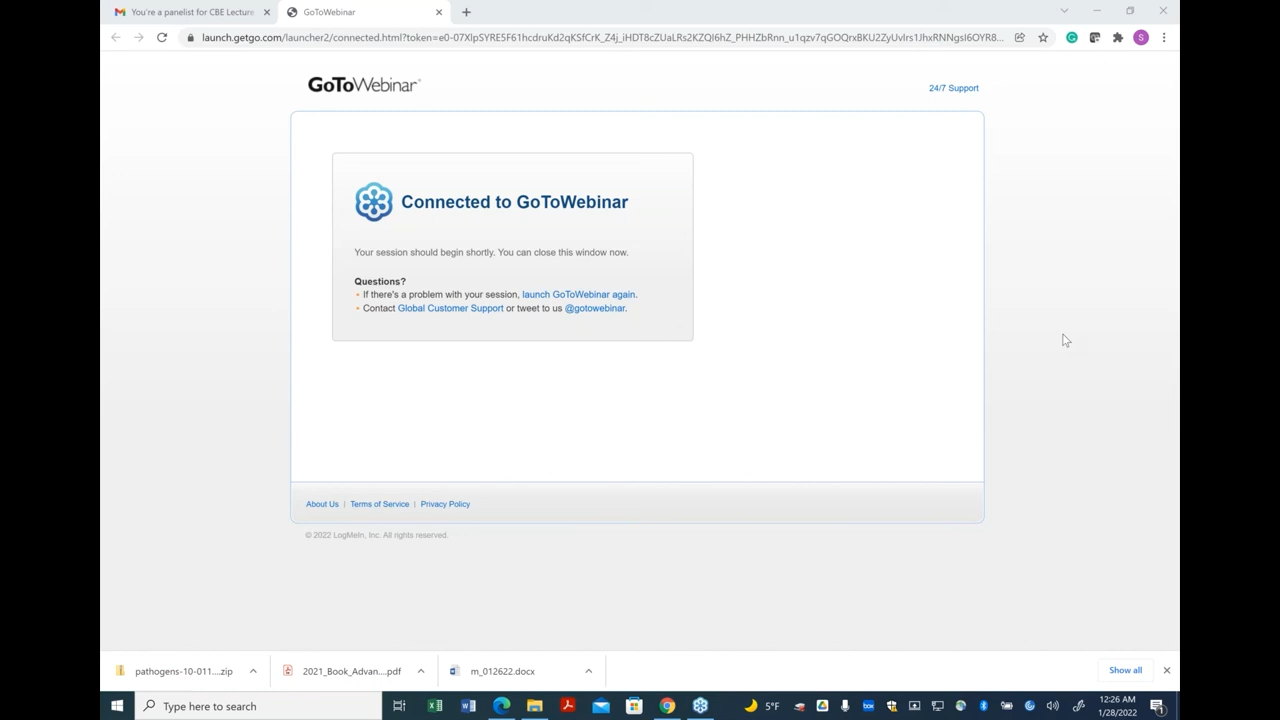 You're a panelist for CBE Lecture
GoToWebinar
launch.getgo.com/launcher2/connected.html?token=e0-07XlpSYRE5F61hcdruKd2qKSfCrK_Z4j_iHDT8cZUaLRs2KZQI6hZ_PHHZbRnn_u1qzv7qGOQrxBKU2ZyUvIrs1JhxRNNgsI6OYR8...
S
GoToWebinar
24/7 Support
Connected to GoToWebinar
Your session should begin shortly. You can close this window now.
Questions?
If there's a problem with your session, launch GoToWebinar again.
Contact Global Customer Support or tweet to us @gotowebinar.
About Us | Terms of Service | Privacy Policy
© 2022 LogMeIn, Inc. All rights reserved.
pathogens-10-011....zip
2021_Book_Advan....pdf
m_012622.docx
Show all
Type here to search
5°F
12:26 AM
1/28/2022
1